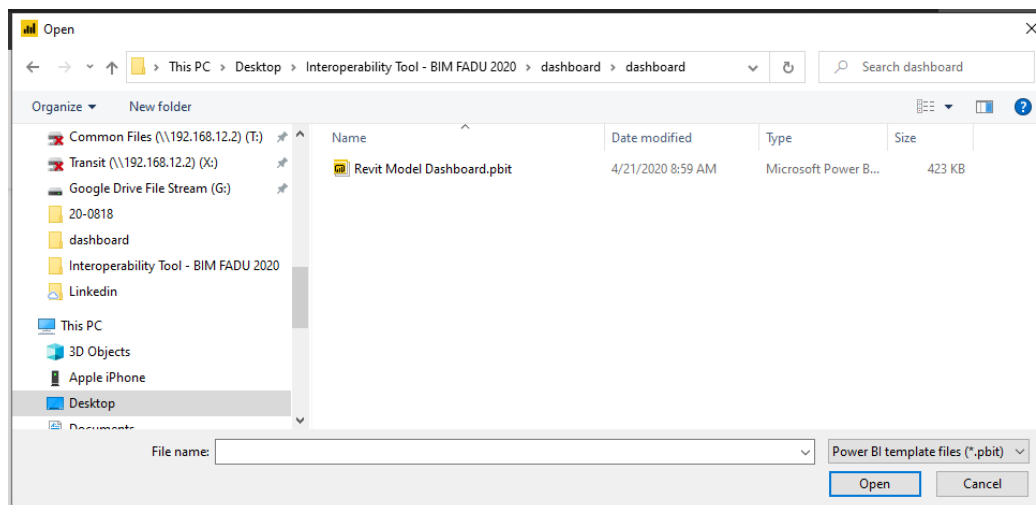 Open
This PC > Desktop > Interoperability Tool - BIM FADU 2020 > dashboard > dashboard
Search dashboard
Organize
New folder
Common Files (\\192.168.12.2) (T:)
Transit (\\192.168.12.2) (X:)
Google Drive File Stream (G:)
20-0818
dashboard
Interoperability Tool - BIM FADU 2020
Linkedin
This PC
3D Objects
Apple iPhone
Desktop
Documents
Name Date modified Type Size
Revit Model Dashboard.pbit 4/21/2020 8:59 AM Microsoft Power B... 423 KB
File name:
Power BI template files (*.pbit)
Open Cancel